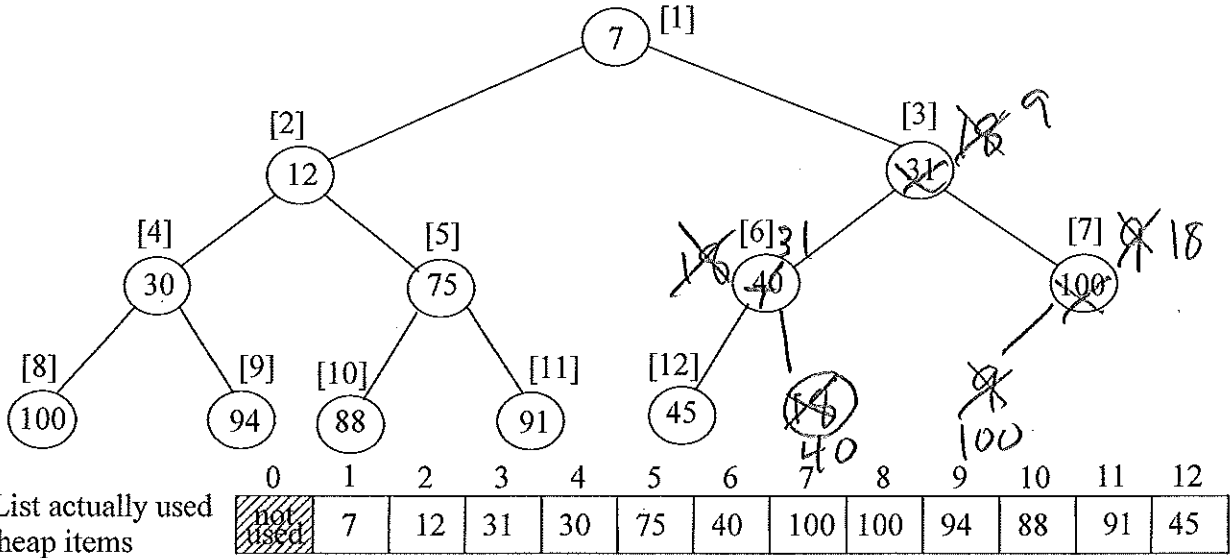 7 [1]
[2] 12
[3] 31 18 9
[4] 30
[5] 75
18 [6] 31
40
[7] 9 18
100
[8] 100
[9] 94
[10] 88
[11] 91
[12] 45
18
40
9
100
0 1 2 3 4 5 6 7 8 9 10 11 12
List actually used
heap items
not used 7 12 31 30 75 40 100 100 94 88 91 45